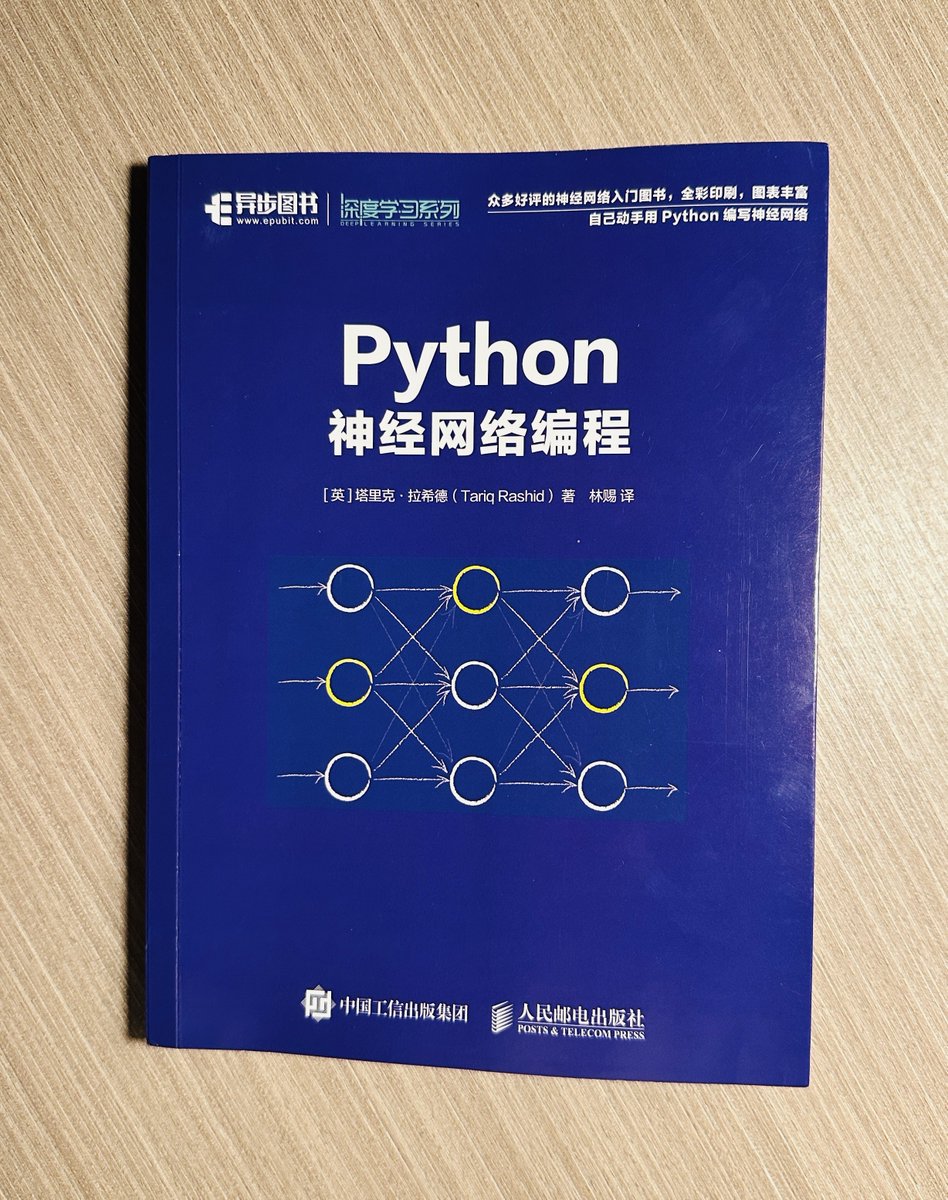 异步图书
www.epubit.com
深度学习系列
DEEP LEARNING SERIES
众多好评的神经网络入门图书，全彩印刷，图表丰富
自己动手用 Python 编写神经网络
Python
神经网络编程
[英]塔里克·拉希德（Tariq Rashid）著 林赐 译
中国工信出版集团
人民邮电出版社
POSTS & TELECOM PRESS